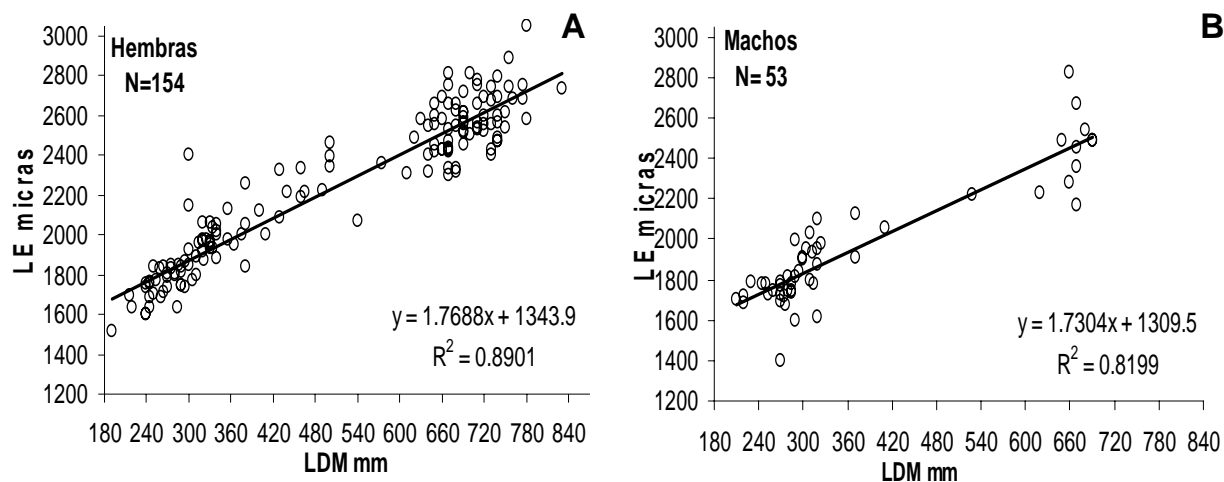 A
Hembras
N=154
3000
2800
2600
2400
2200
2000
1800
1600
1400
1200
LE micras
y = 1.7688x + 1343.9
R² = 0.8901
180 240 300 360 420 480 540 600 660 720 780 840
LDM mm
B
Machos
N= 53
3000
2800
2600
2400
2200
2000
1800
1600
1400
1200
LE micras
y = 1.7304x + 1309.5
R² = 0.8199
180 240 300 360 420 480 540 600 660 720 780 840
LDM mm